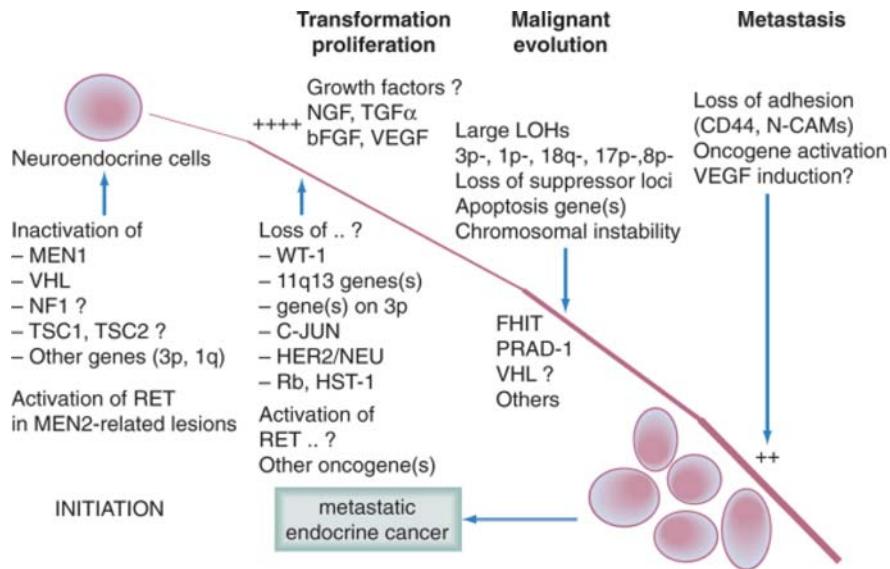 Transformation
proliferation
Malignant
evolution
Metastasis
Growth factors ?
NGF, TGFα
bFGF, VEGF
++++
Neuroendocrine cells
Large LOHs
3p-, 1p-, 18q-, 17p-,8p-
Loss of suppressor loci
Apoptosis gene(s)
Chromosomal instability
Loss of adhesion
(CD44, N-CAMs)
Oncogene activation
VEGF induction?
Inactivation of
– MEN1
– VHL
– NF1 ?
– TSC1, TSC2 ?
– Other genes (3p, 1q)
Activation of RET
in MEN2-related lesions
Loss of .. ?
– WT-1
– 11q13 genes(s)
– gene(s) on 3p
– C-JUN
– HER2/NEU
– Rb, HST-1
Activation of
RET .. ?
Other oncogene(s)
FHIT
PRAD-1
VHL ?
Others
++
INITIATION
metastatic
endocrine cancer